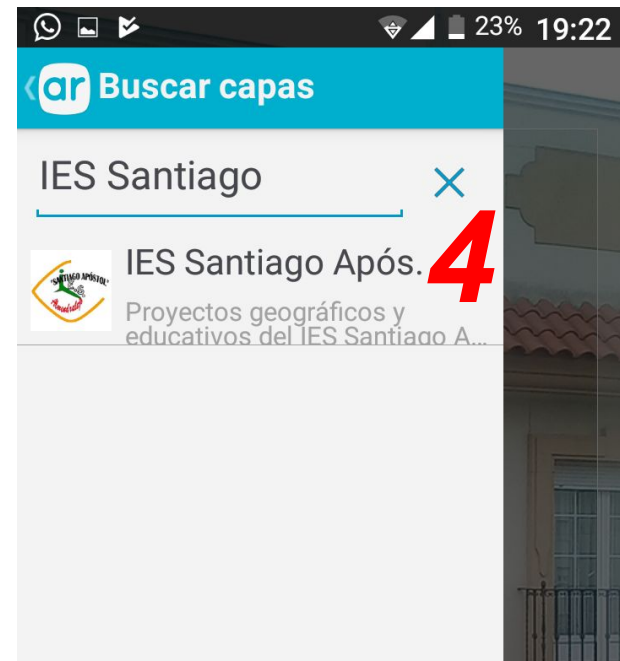 23% 19:22
ar Buscar capas
IES Santiago
IES Santiago Após.
4
"SANTIAGO APÓSTOL"
Almendralejo
Proyectos geográficos y
educativos del IES Santiago A...